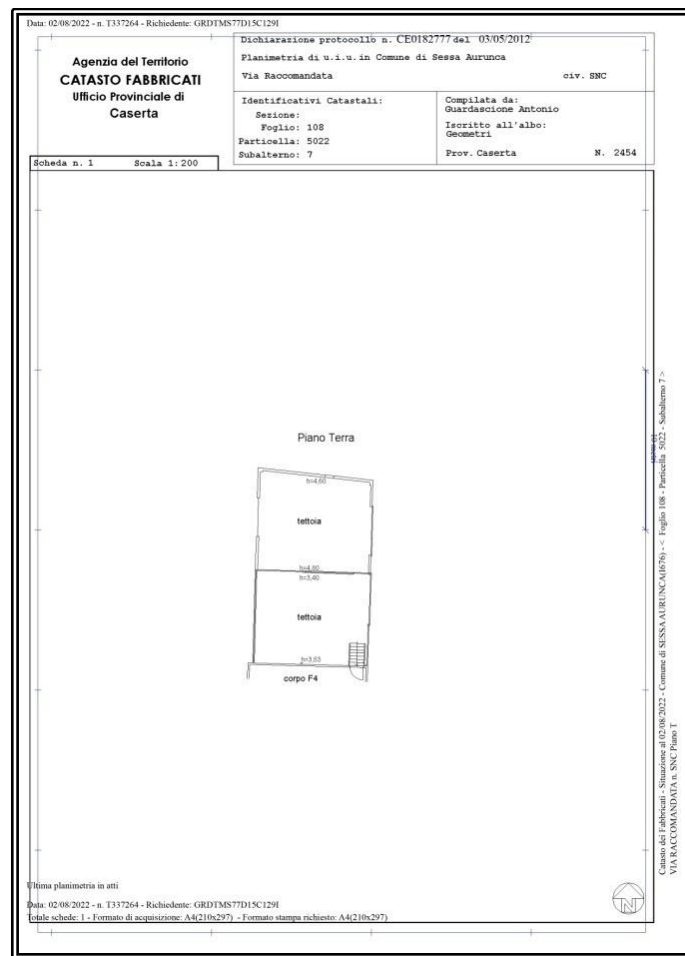 Data: 02/08/2022 - n. T337264 - Richiedente: GRDTMS77D15C129I
Agenzia del Territorio
CATASTO FABBRICATI
Ufficio Provinciale di
Caserta
Dichiarazione protocollo n. CE0182777 del 03/05/2012
Planimetria di u.i.u. in Comune di Sessa Aurunca
Via Raccomandata civ. SNC
Identificativi Catastali:
Sezione:
Foglio: 108
Particella: 5022
Subalterno: 7
Compilata da:
Guardascione Antonio
Iscritto all'albo:
Geometri
Prov. Caserta N. 2454
Scheda n. 1 Scala 1:200
Piano Terra
h=4,60
tettoia
h=4,80
h=3,40
tettoia
h=3,53
corpo F4
Catasto dei Fabbricati - Situazione al 02/08/2022 - Comune di SESSA AURUNCA(I676) - < Foglio 108 - Particella 5022 - Subalterno 7 >
VIA RACCOMANDATA n. SNC Piano T
Ultima planimetria in atti
Data: 02/08/2022 - n. T337264 - Richiedente: GRDTMS77D15C129I
Totale schede: 1 - Formato di acquisizione: A4(210x297) - Formato stampa richiesto: A4(210x297)
N